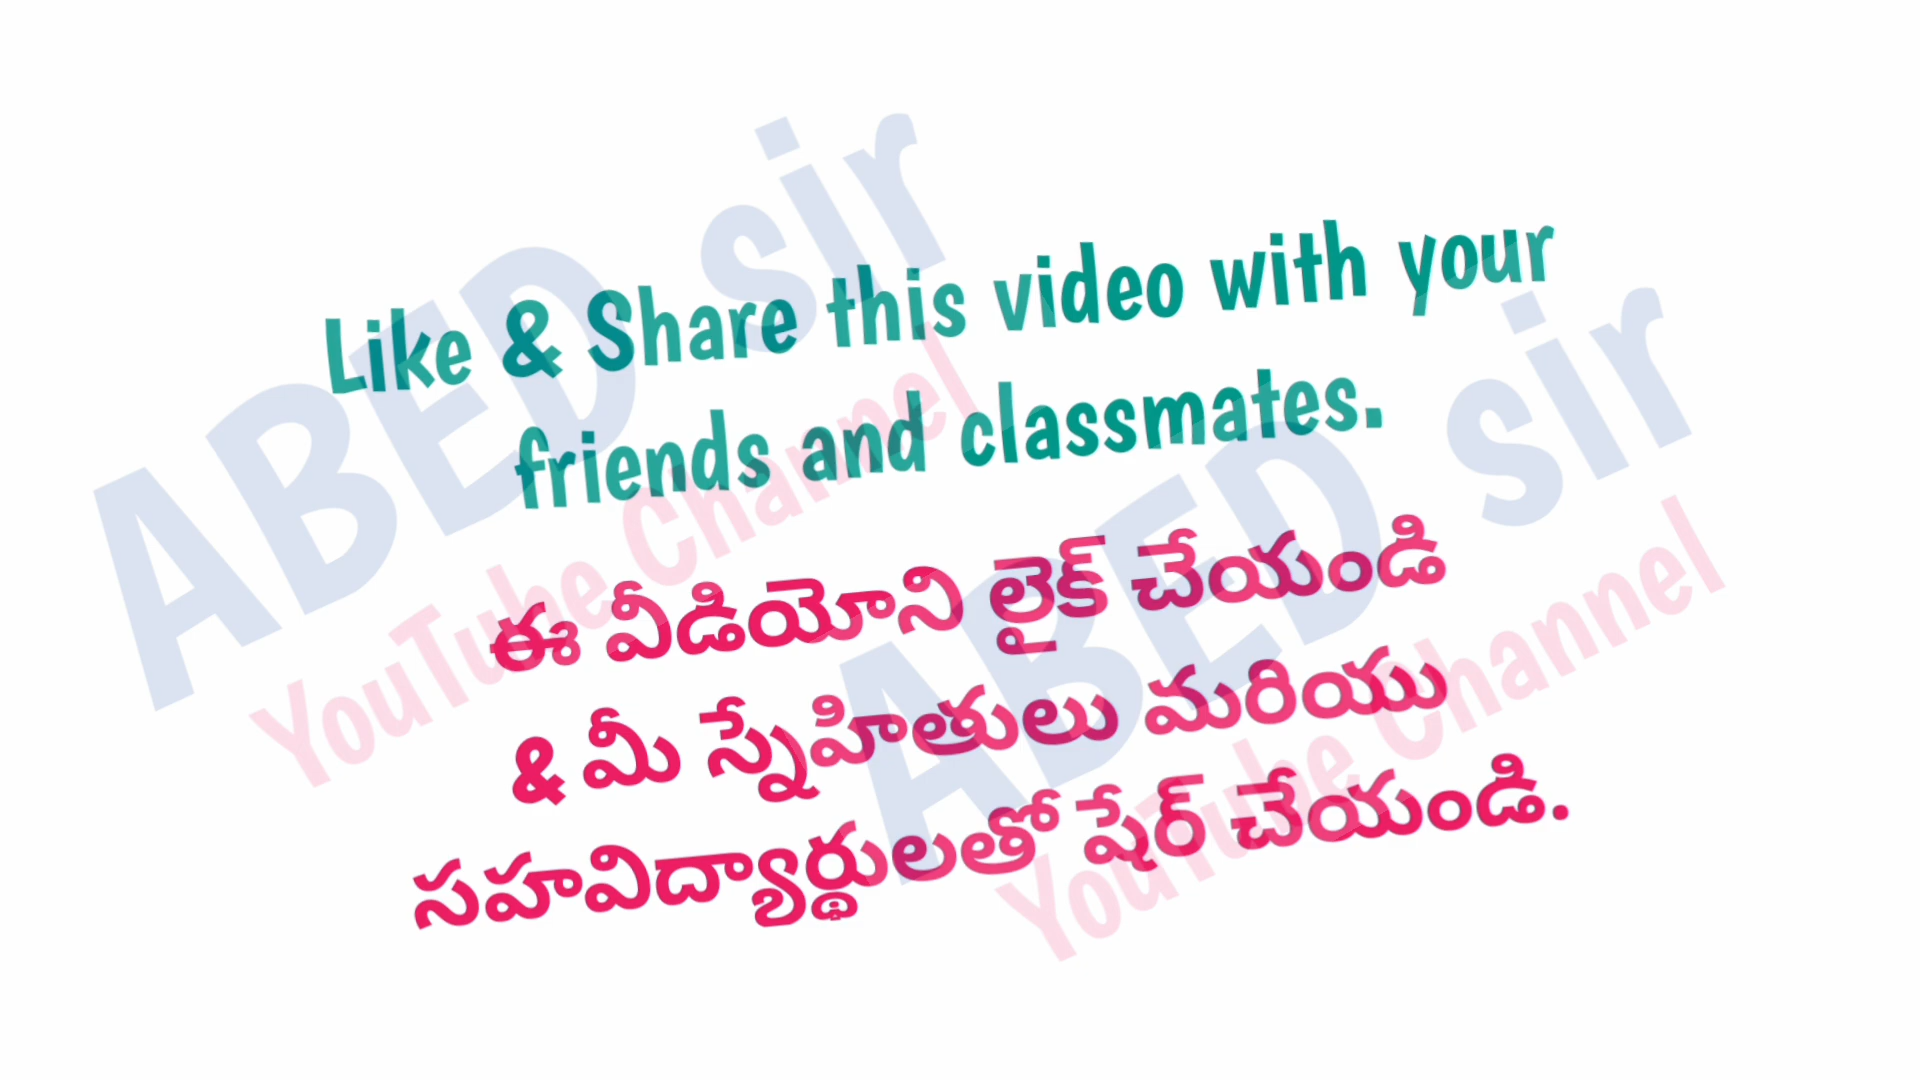 Like & Share this video with your
friends and classmates.
ఈ వీడియోని లైక్ చేయండి
& మీ స్నేహితులు మరియు
సహవిద్యార్థులతో షేర్ చేయండి.
ABED sir
YouTube Channel
ABED sir
YouTube Channel